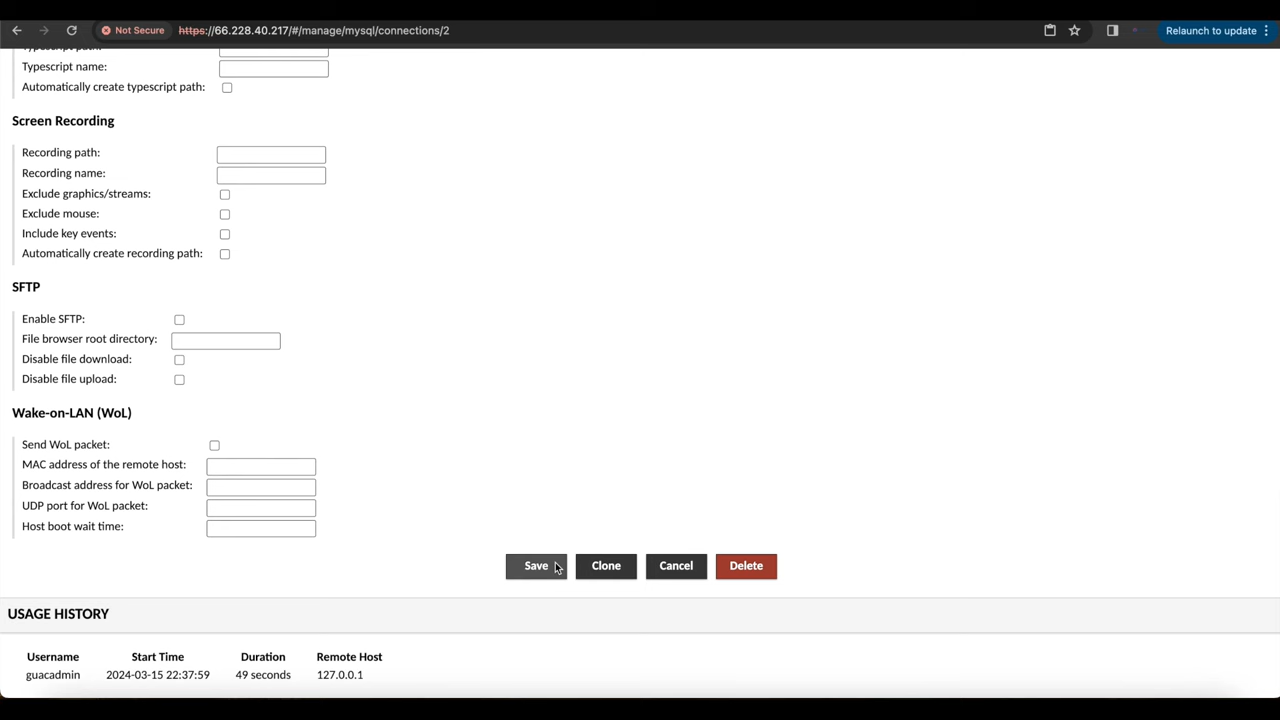 Not Secure https://66.228.40.217/#/manage/mysql/connections/2 Relaunch to update
Typescript path:
Typescript name:
Automatically create typescript path:
Screen Recording
Recording path:
Recording name:
Exclude graphics/streams:
Exclude mouse:
Include key events:
Automatically create recording path:
SFTP
Enable SFTP:
File browser root directory:
Disable file download:
Disable file upload:
Wake-on-LAN (WoL)
Send WoL packet:
MAC address of the remote host:
Broadcast address for WoL packet:
UDP port for WoL packet:
Host boot wait time:
Save Clone Cancel Delete
USAGE HISTORY
Username Start Time Duration Remote Host
guacadmin 2024-03-15 22:37:59 49 seconds 127.0.0.1